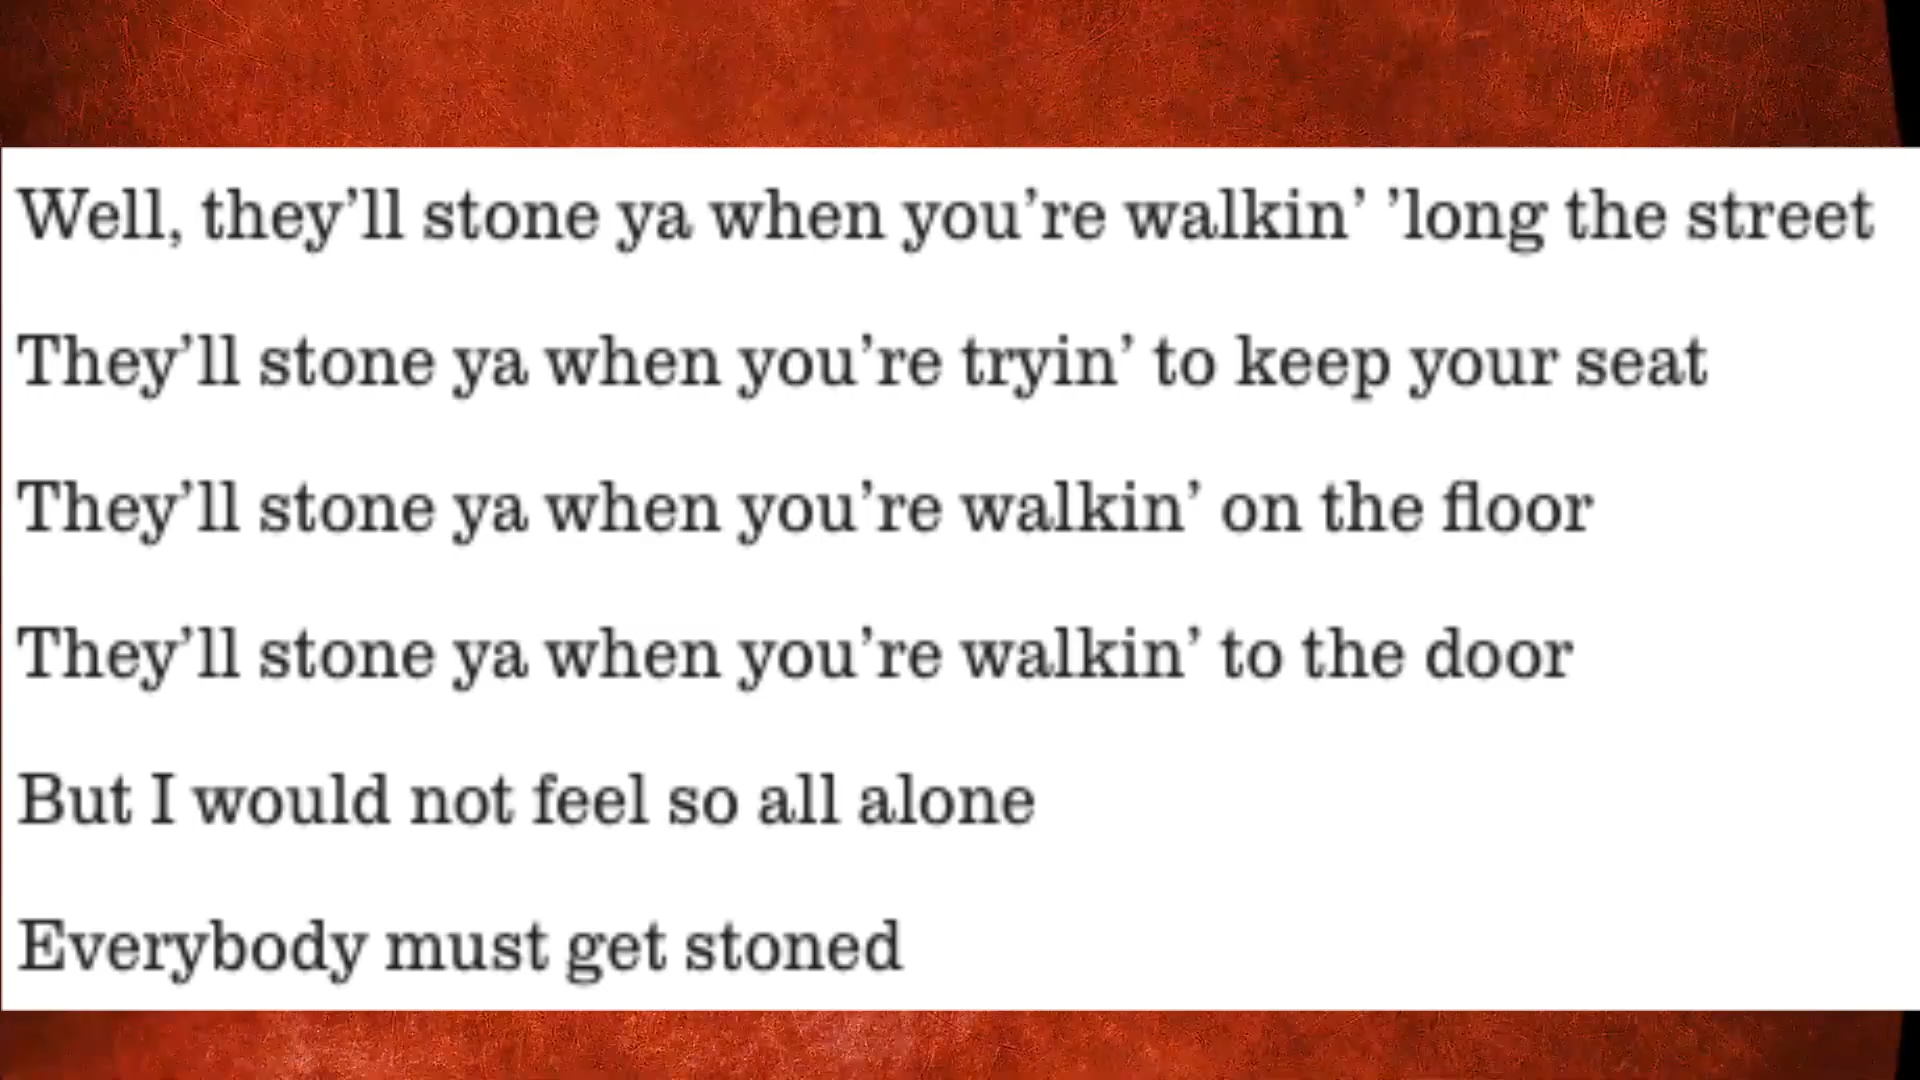 Well, they’ll stone ya when you’re walkin’ ’long the street
They’ll stone ya when you’re tryin’ to keep your seat
They’ll stone ya when you’re walkin’ on the floor
They’ll stone ya when you’re walkin’ to the door
But I would not feel so all alone
Everybody must get stoned